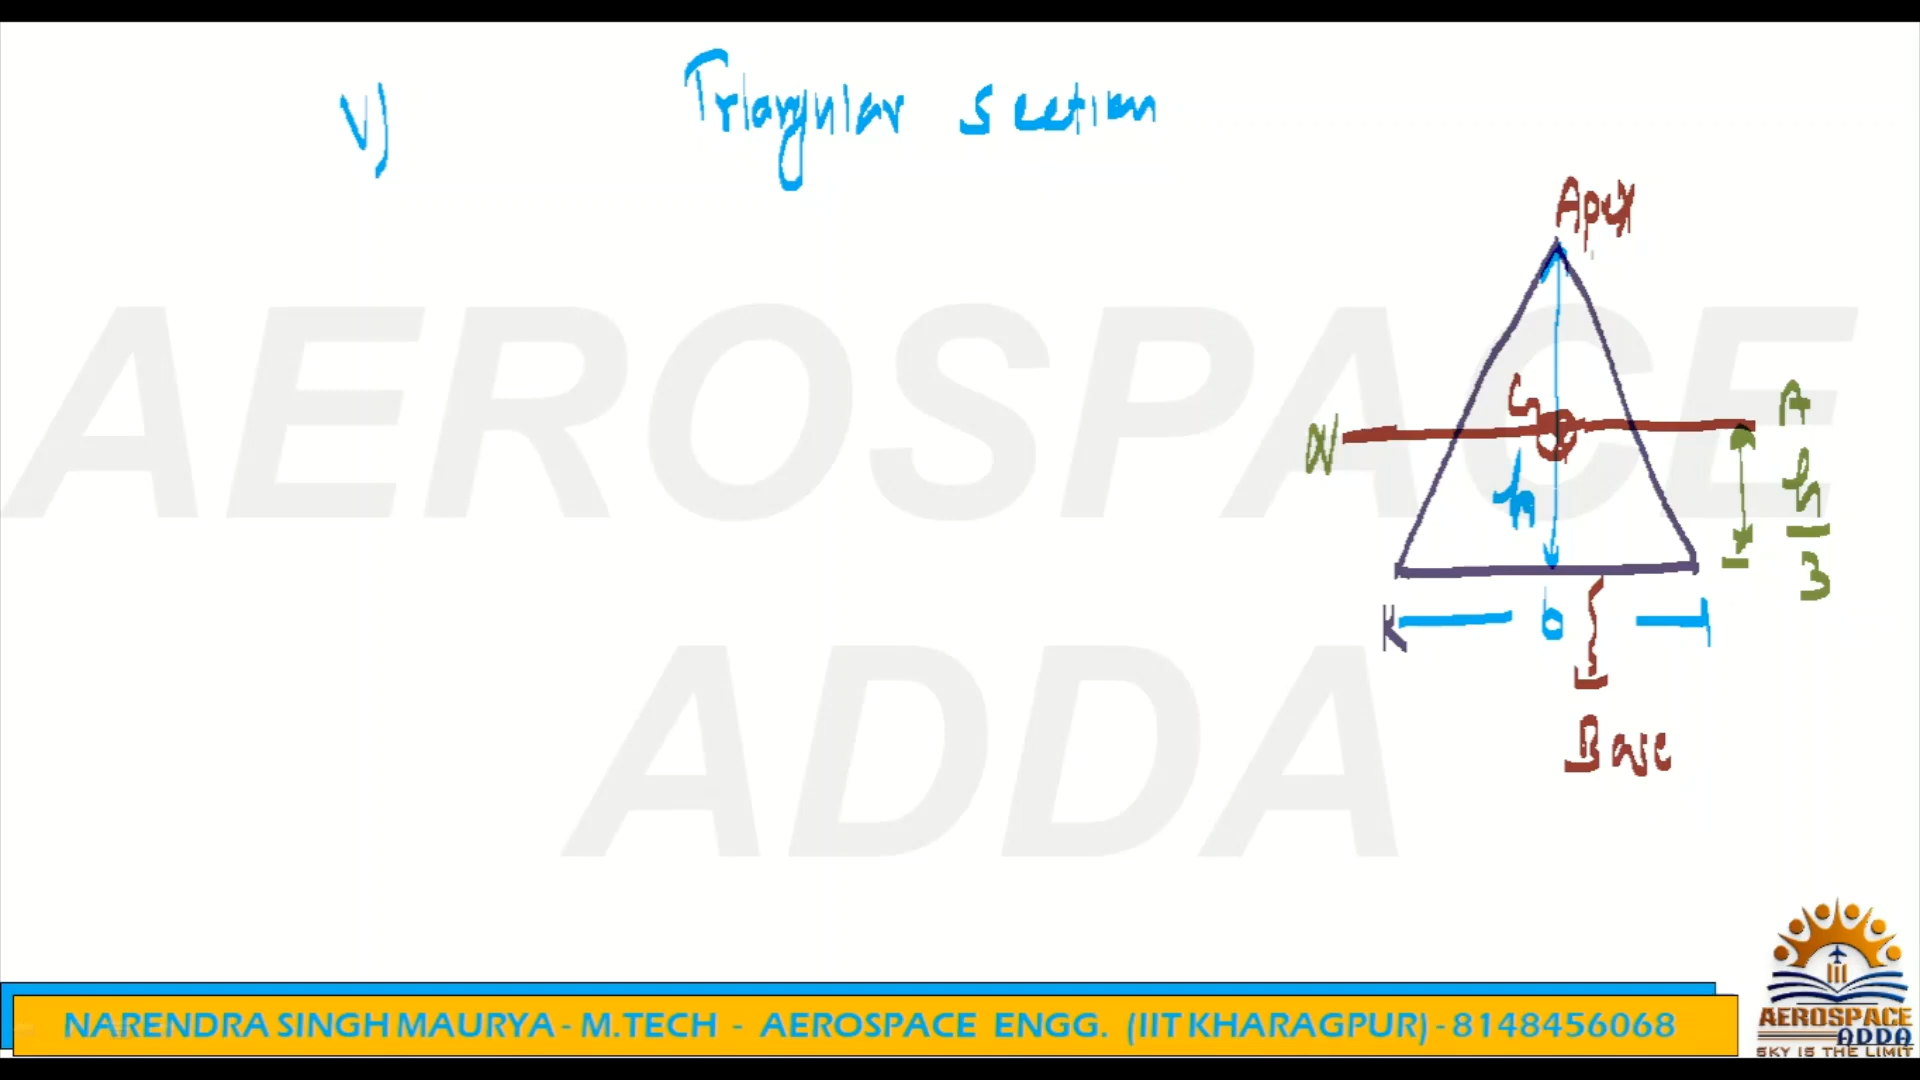 V) Triangular section
Apex
G
N
A
h
h
3
b
Base
AEROSPACE
ADDA
NARENDRA SINGH MAURYA - M.TECH - AEROSPACE ENGG. (IIT KHARAGPUR) - 8148456068
AEROSPACE
ADDA
SKY IS THE LIMIT